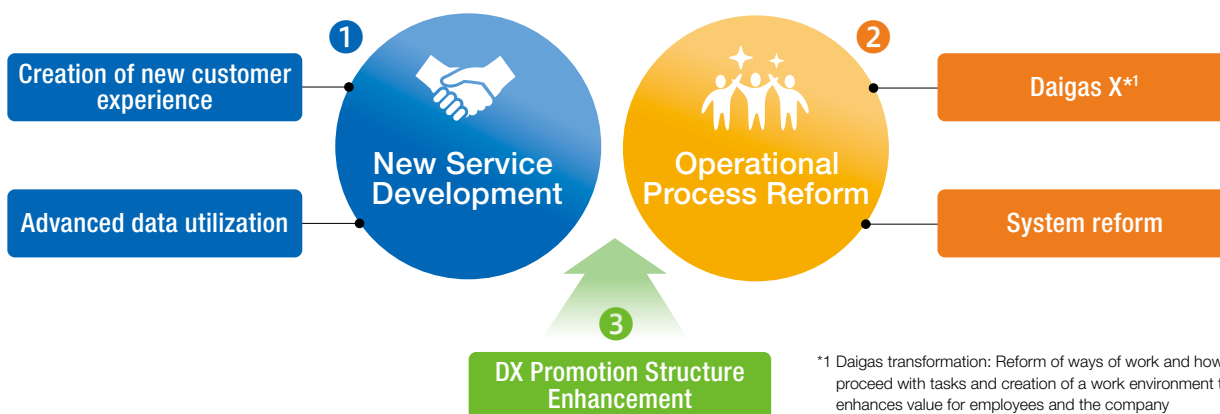 1
Creation of new customer
experience
Advanced data utilization
New Service
Development
2
Operational
Process Reform
Daigas X*1
System reform
3
DX Promotion Structure
Enhancement
*1 Daigas transformation: Reform of ways of work and how
proceed with tasks and creation of a work environment
enhances value for employees and the company